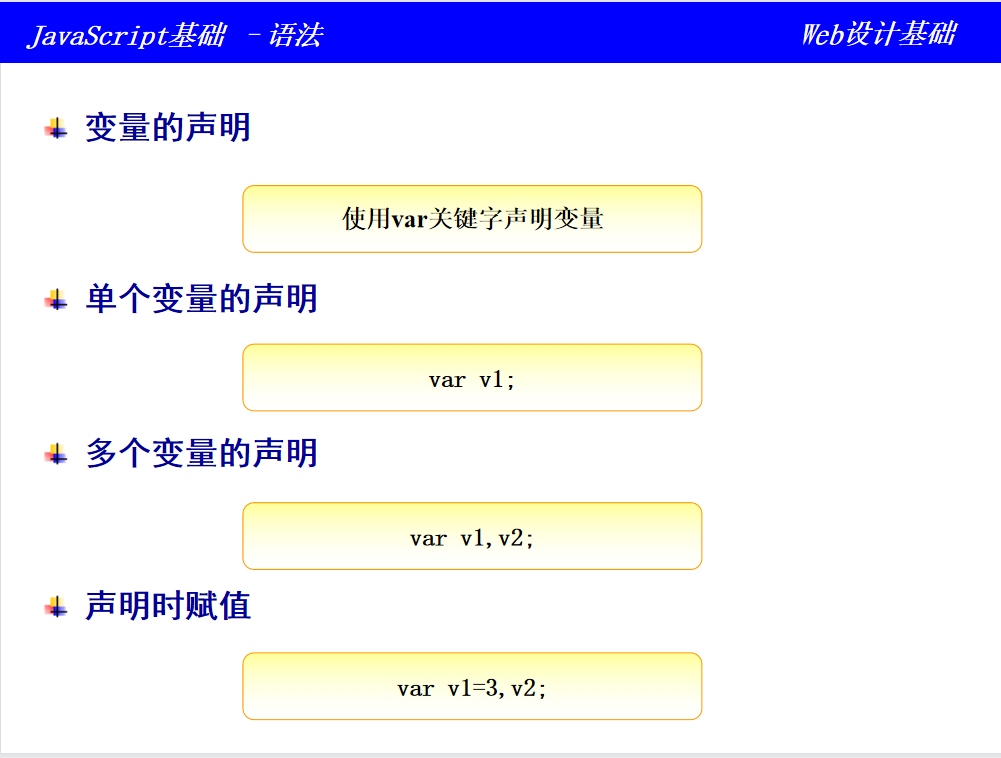 JavaScript基础 －语法
Web设计基础
变量的声明
使用var关键字声明变量
单个变量的声明
var v1;
多个变量的声明
var v1,v2;
声明时赋值
var v1=3,v2;